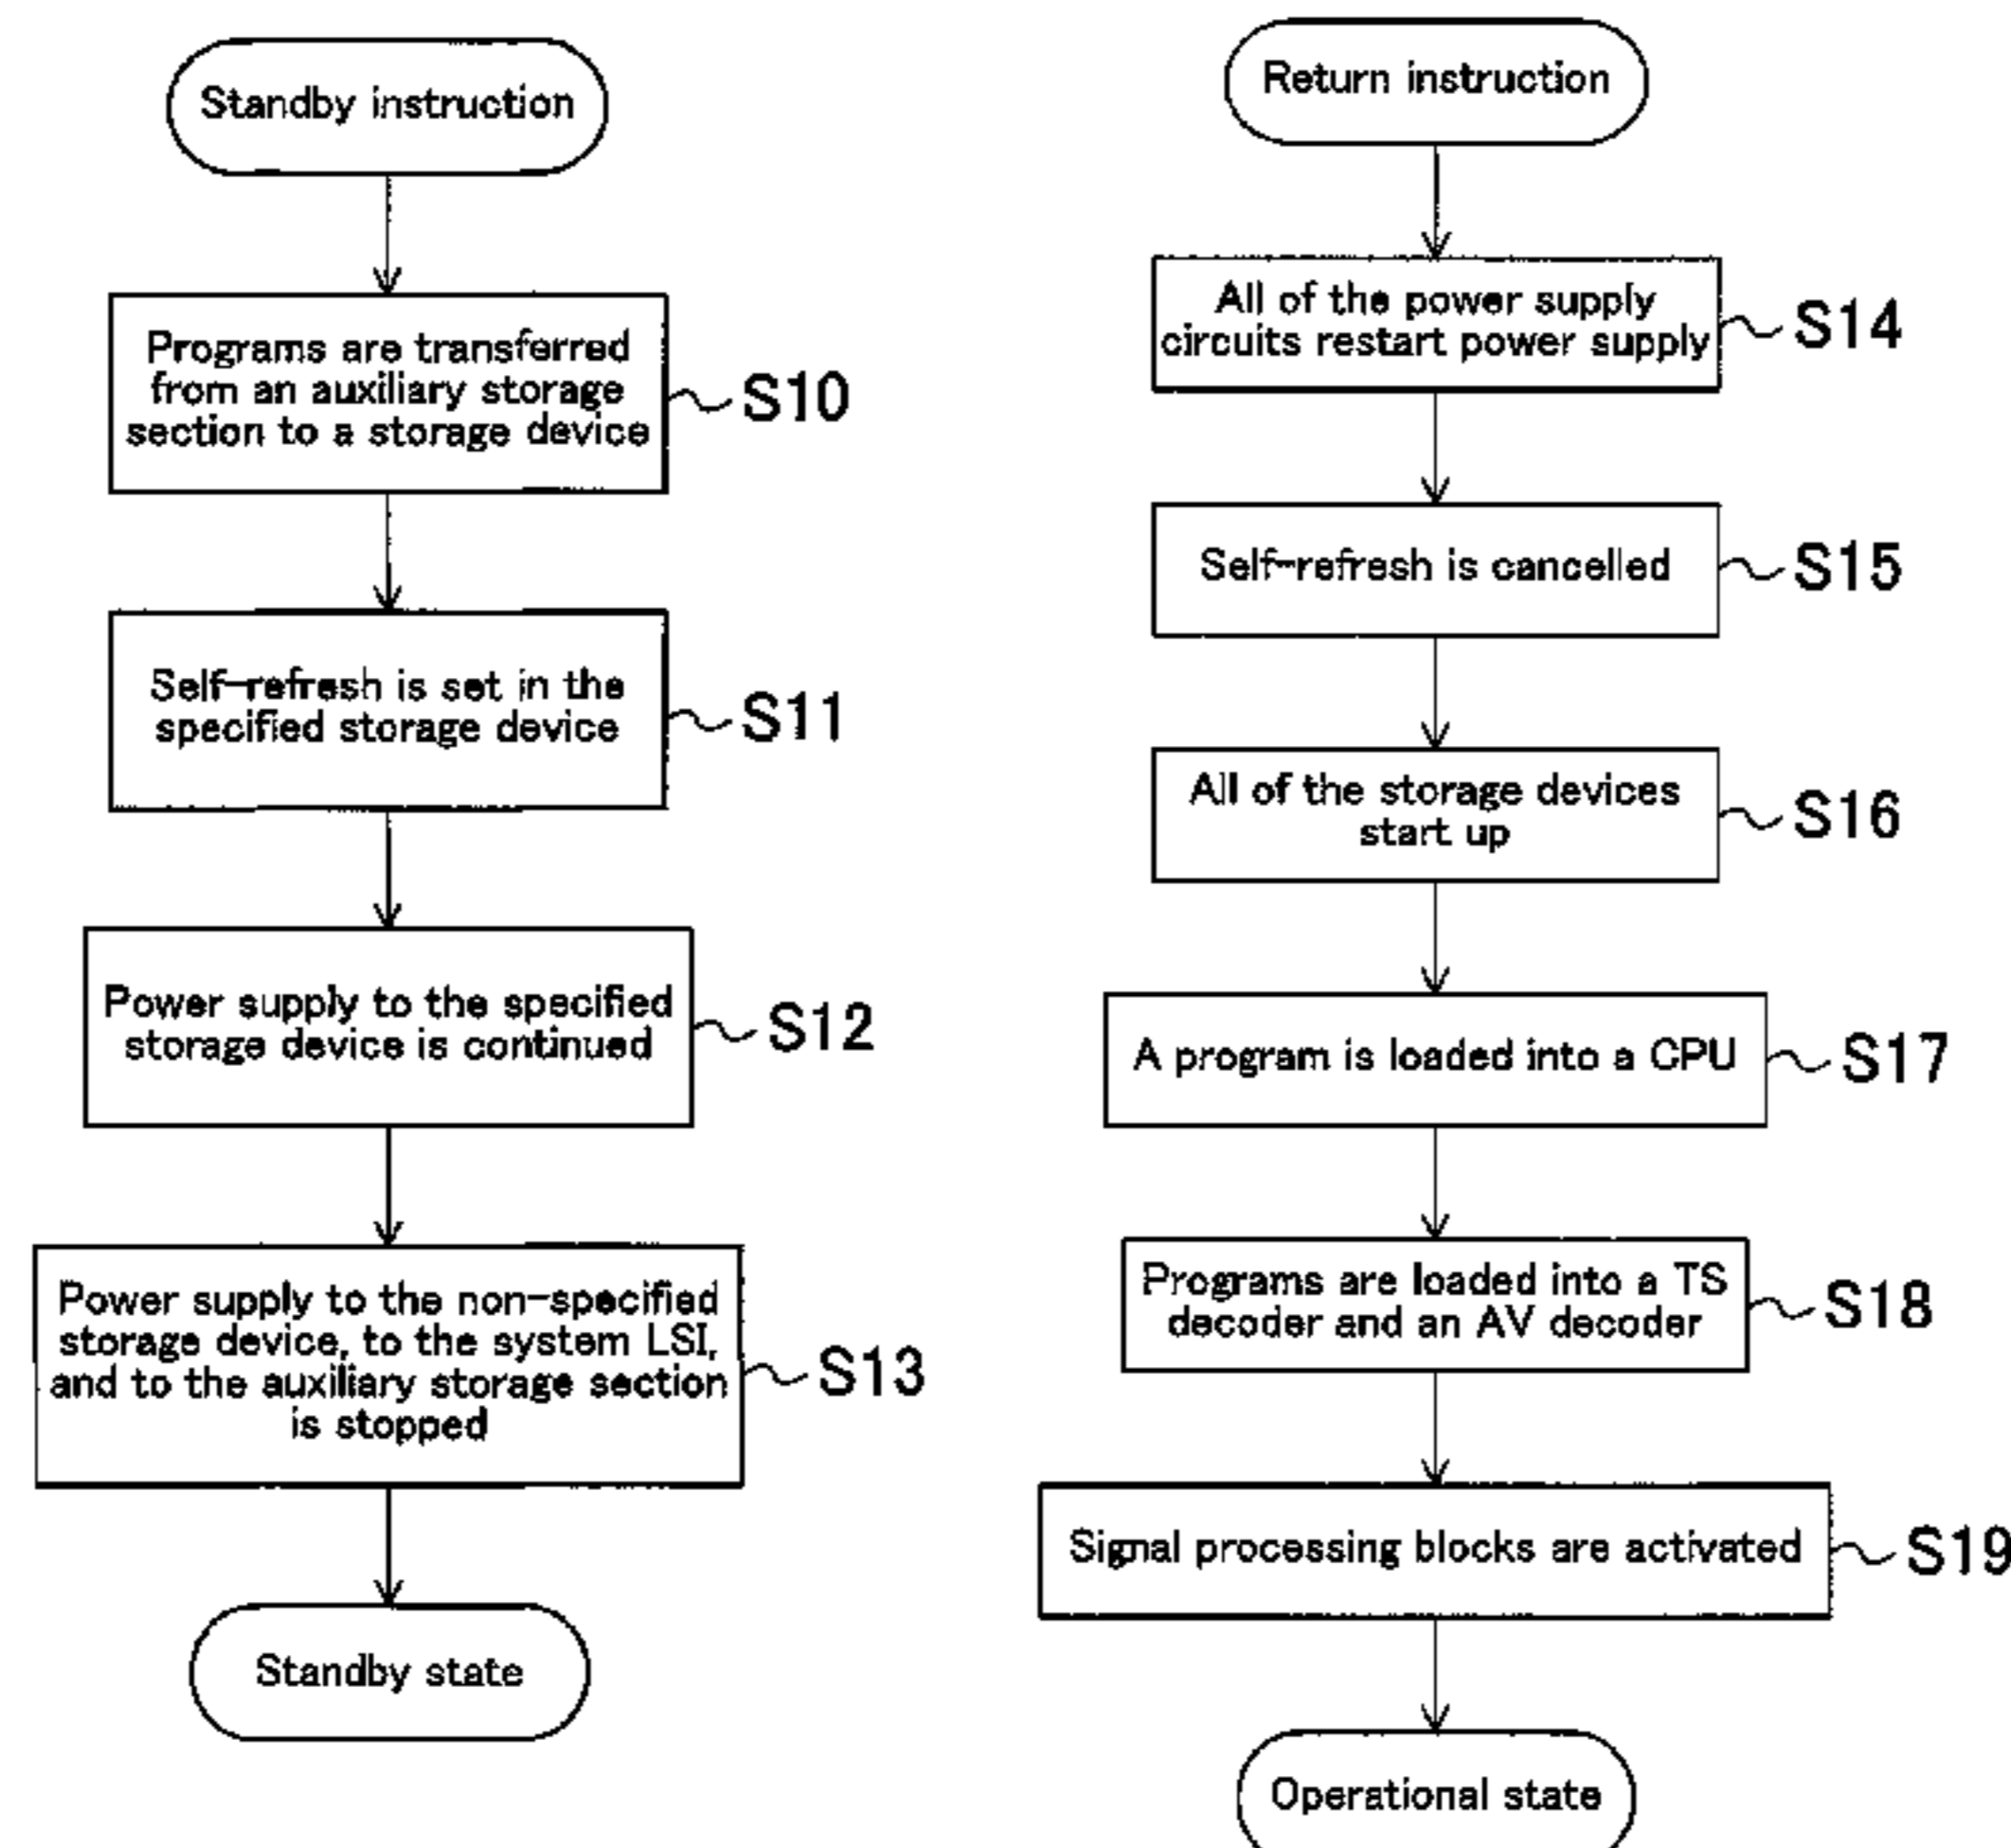 Standby instruction
Programs are transferred
from an auxiliary storage
section to a storage device
S10
Self-refresh is set in the
specified storage device
S11
Power supply to the specified
storage device is continued
S12
Power supply to the non-specified
storage device, to the system LSI,
and to the auxiliary storage section
is stopped
S13
Standby state
Return instruction
All of the power supply
circuits restart power supply
S14
Self-refresh is cancelled
S15
All of the storage devices
start up
S16
A program is loaded into a CPU
S17
Programs are loaded into a TS
decoder and an AV decoder
S18
Signal processing blocks are activated
S19
Operational state